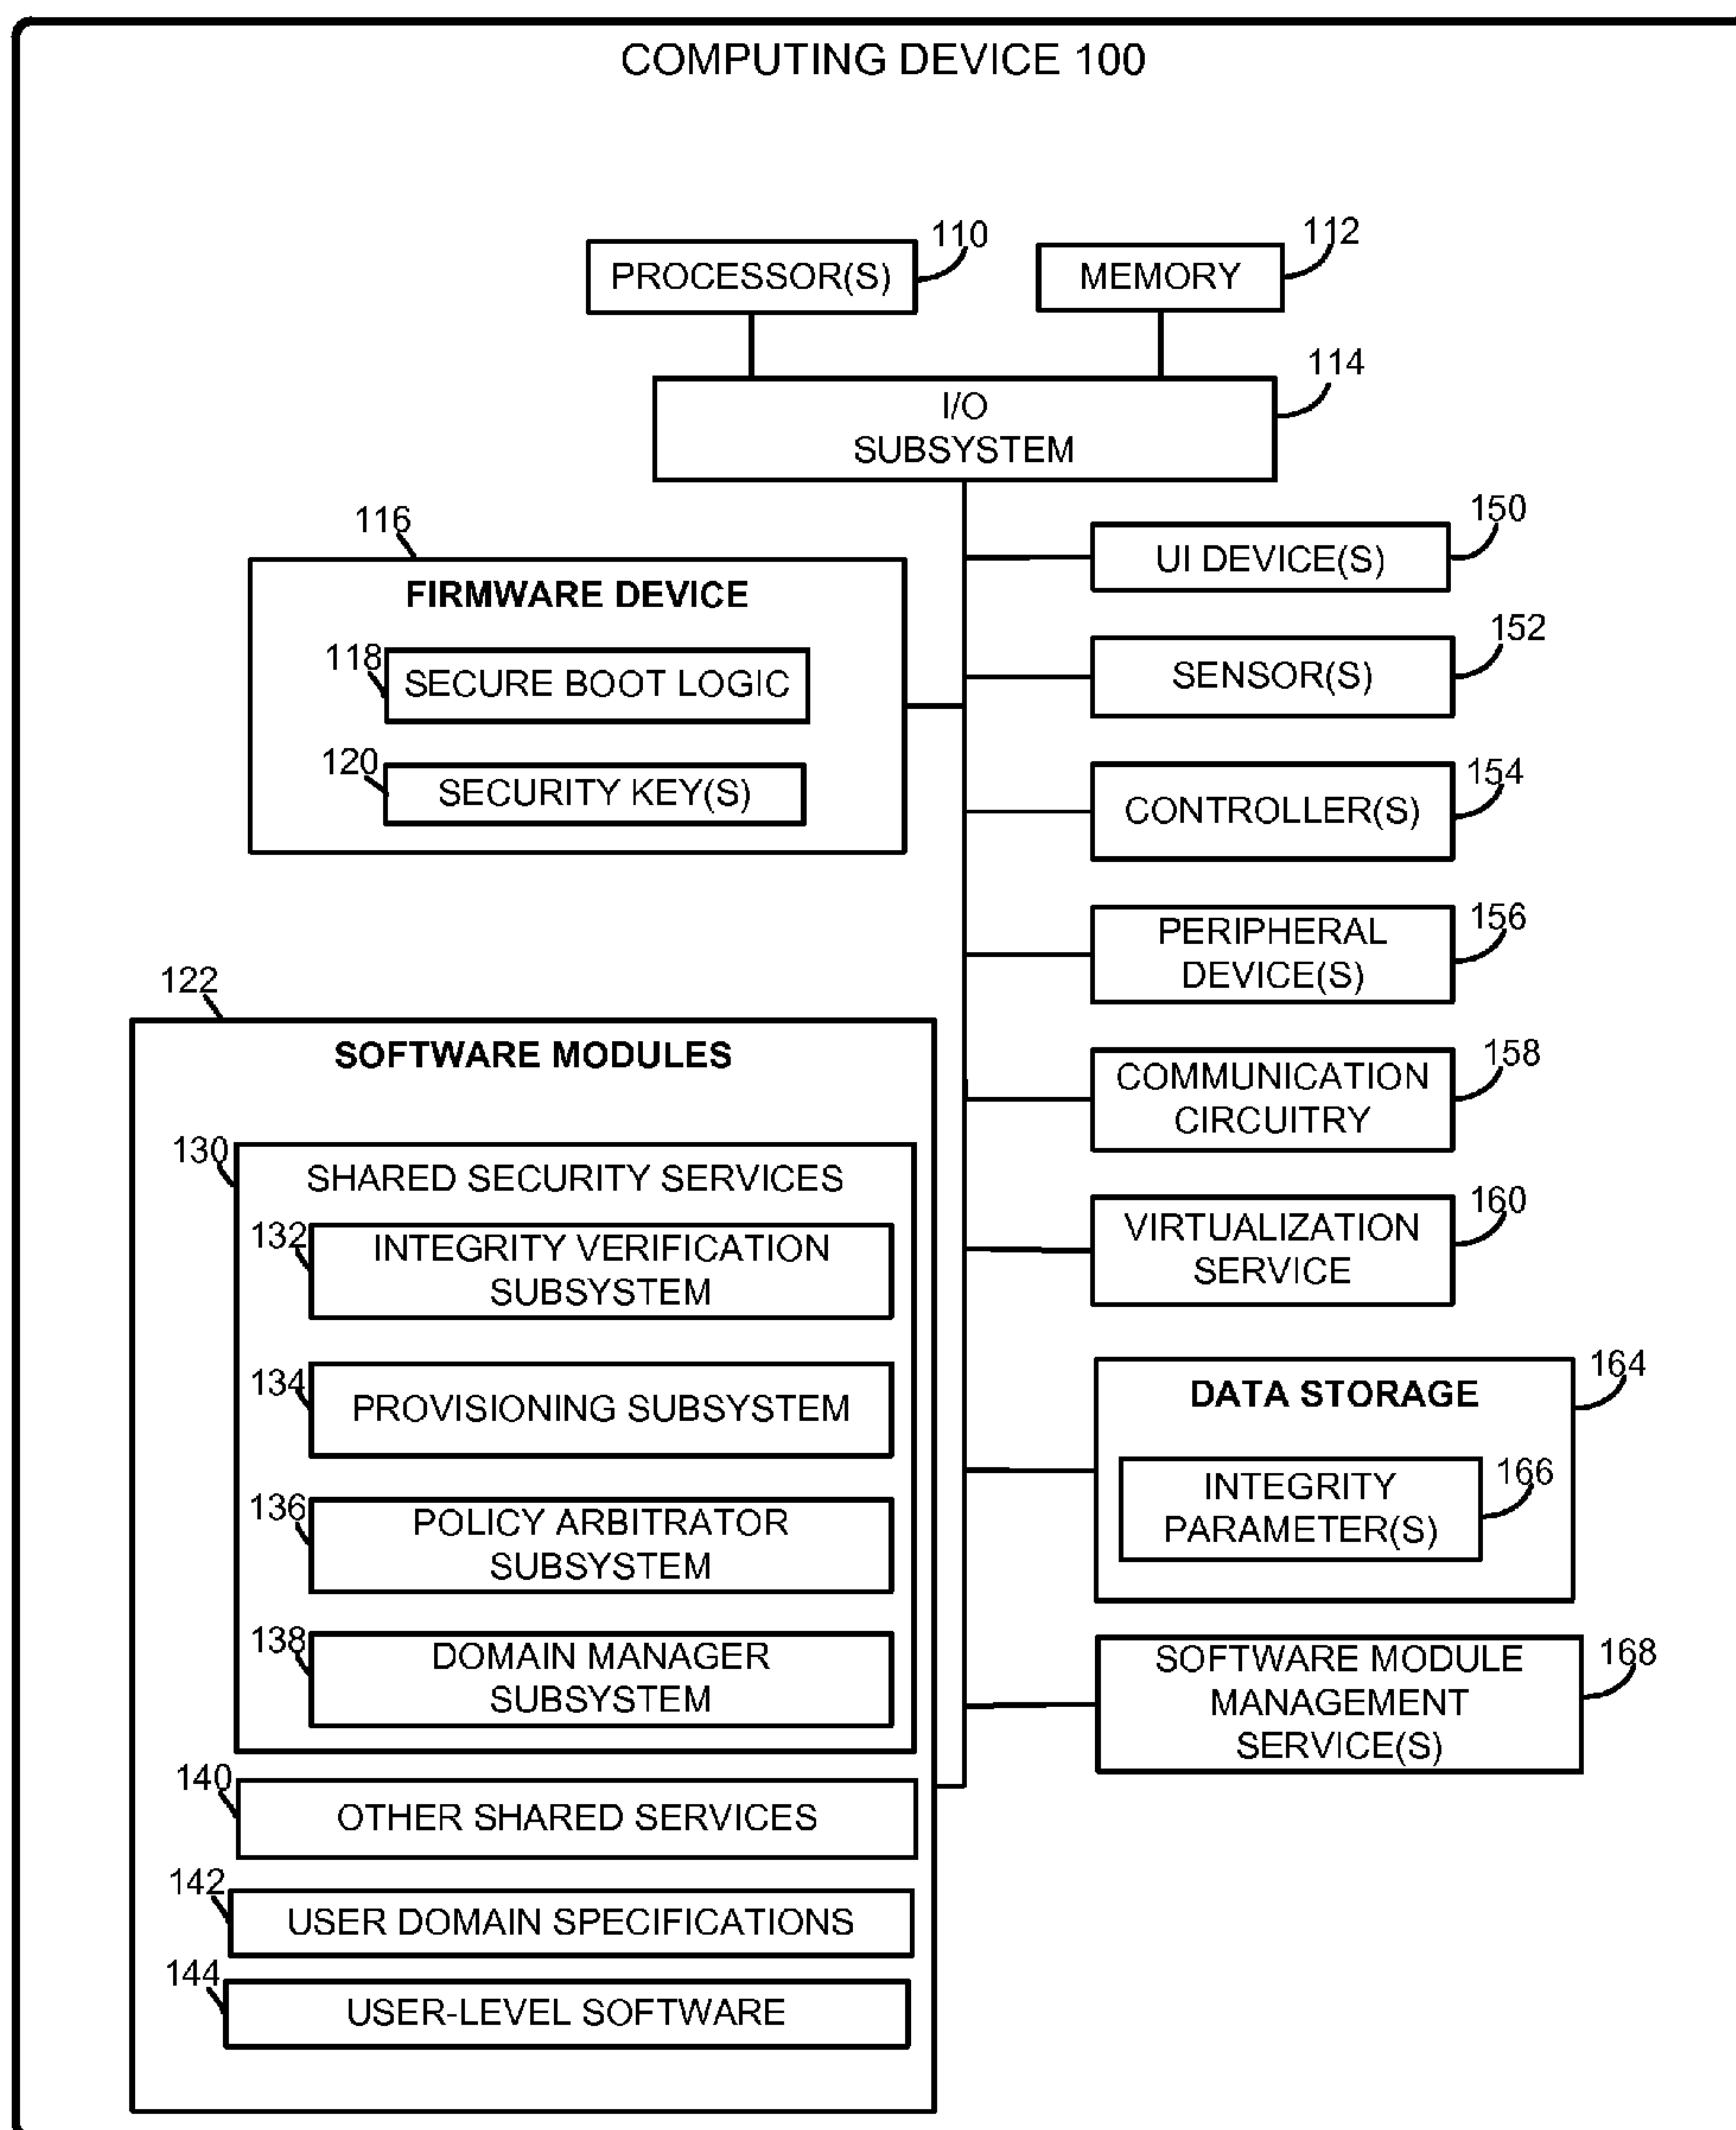 COMPUTING DEVICE 100
110
PROCESSOR(S)
112
MEMORY
114
I/O
SUBSYSTEM
116
FIRMWARE DEVICE
118
SECURE BOOT LOGIC
120
SECURITY KEY(S)
150
UI DEVICE(S)
152
SENSOR(S)
154
CONTROLLER(S)
156
PERIPHERAL
DEVICE(S)
158
COMMUNICATION
CIRCUITRY
160
VIRTUALIZATION
SERVICE
164
DATA STORAGE
166
INTEGRITY
PARAMETER(S)
168
SOFTWARE MODULE
MANAGEMENT
SERVICE(S)
122
SOFTWARE MODULES
130
SHARED SECURITY SERVICES
132
INTEGRITY VERIFICATION
SUBSYSTEM
134
PROVISIONING SUBSYSTEM
136
POLICY ARBITRATOR
SUBSYSTEM
138
DOMAIN MANAGER
SUBSYSTEM
140
OTHER SHARED SERVICES
142
USER DOMAIN SPECIFICATIONS
144
USER-LEVEL SOFTWARE